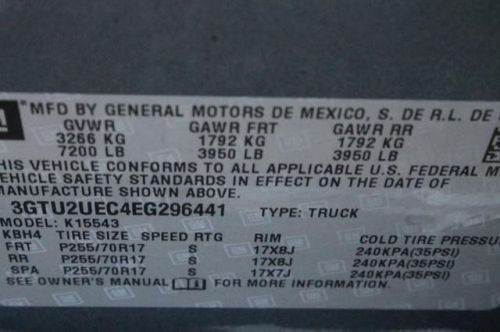 MFD BY GENERAL MOTORS DE MEXICO, S. DE R.L. DE
GVWR GAWR FRT GAWR RR
3266 KG 1792 KG 1792 KG
7200 LB 3950 LB 3950 LB
THIS VEHICLE CONFORMS TO ALL APPLICABLE U.S. FEDERAL M
VEHICLE SAFETY STANDARDS IN EFFECT ON THE DATE OF
MANUFACTURE SHOWN ABOVE.
3GTU2UEC4EG296441 TYPE: TRUCK
MODEL: K15543
KBH4 TIRE SIZE SPEED RTG RIM COLD TIRE PRESSU
FRT P255/70R17 S 17X8J 240KPA(35PSI)
RR P255/70R17 S 17X8J 240KPA(35PSI)
SPA P255/70R17 S 17X7J 240KPA(35PSI)
SEE OWNER'S MANUAL FOR MORE INFORMATION.